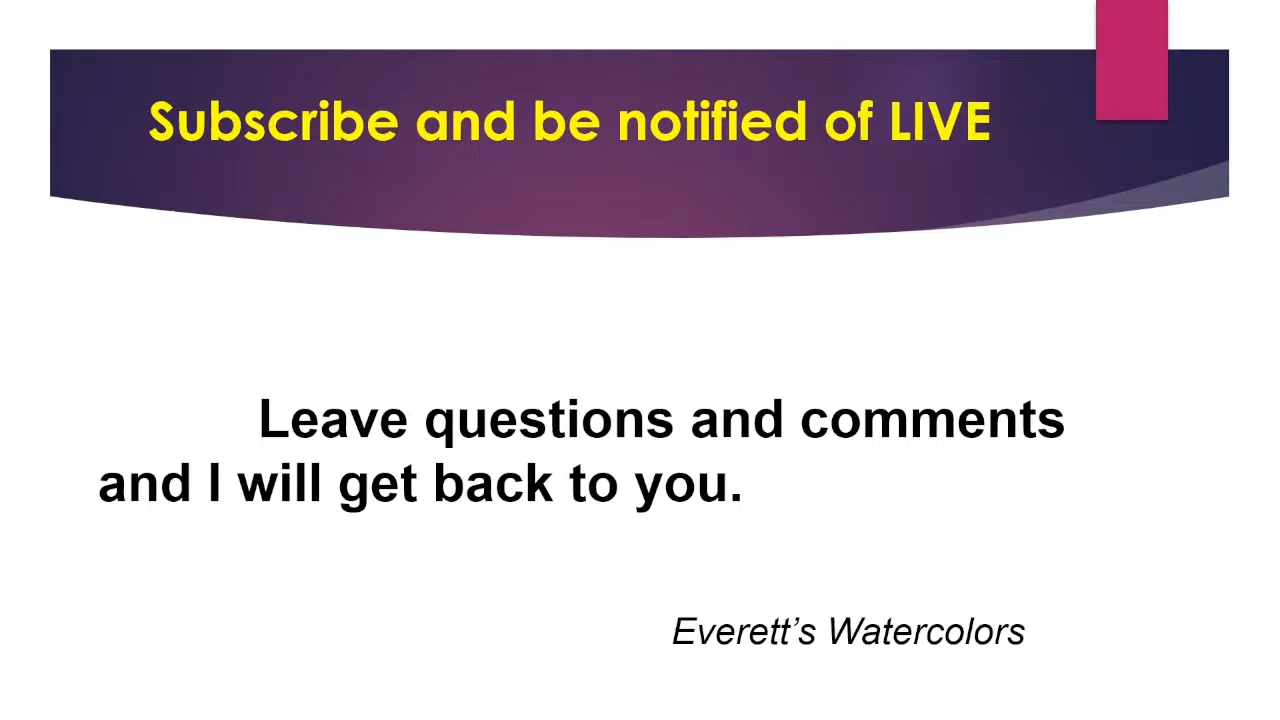 Subscribe and be notified of LIVE
Leave questions and comments
and I will get back to you.
Everett’s Watercolors